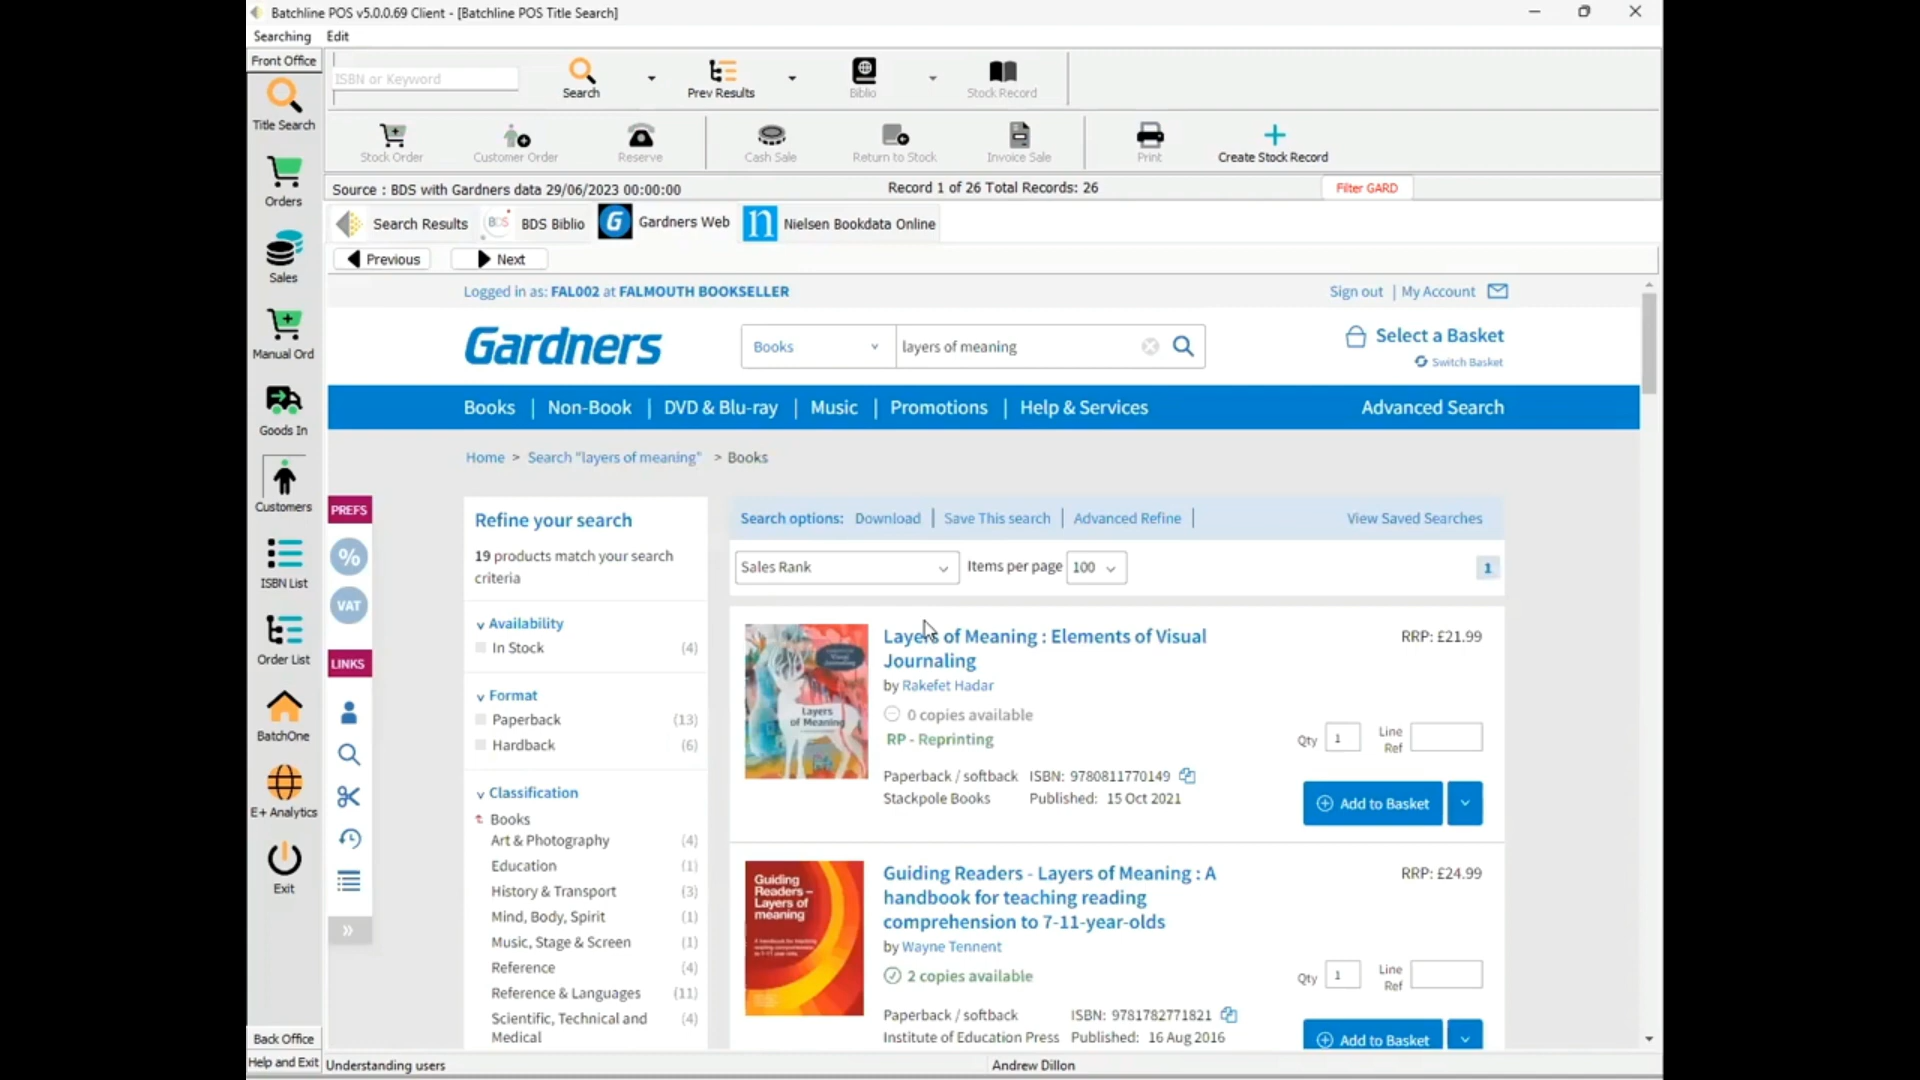 Batchline POS v5.0.0.69 Client - [Batchline POS Title Search]
Searching Edit
Front Office
ISBN or Keyword
Search
Prev Results
Biblio
Stock Record
Title Search
Stock Order
Customer Order
Reserve
Cash Sale
Return to Stock
Invoice Sale
Print
Create Stock Record
Orders
Source : BDS with Gardners data 29/06/2023 00:00:00
Record 1 of 26 Total Records: 26
Filter GARD
Search Results
BDS
BDS Biblio
G
Gardners Web
n
Nielsen Bookdata Online
Previous
Next
Sales
Manual Ord
Goods In
Customers
ISBN List
Order List
BatchOne
E+ Analytics
Exit
Back Office
Help and Exit
Logged in as: FAL002 at FALMOUTH BOOKSELLER
Sign out | My Account
Gardners
Books
layers of meaning
Select a Basket
Switch Basket
Books | Non-Book | DVD & Blu-ray | Music | Promotions | Help & Services
Advanced Search
Home > Search "layers of meaning" > Books
PREFS
%
VAT
LINKS
»
Refine your search
19 products match your search
criteria
Availability
In Stock (4)
Format
Paperback (13)
Hardback (6)
Classification
Books
Art & Photography (4)
Education (1)
History & Transport (3)
Mind, Body, Spirit (1)
Music, Stage & Screen (1)
Reference (4)
Reference & Languages (11)
Scientific, Technical and (4)
Medical
Search options: Download | Save This search | Advanced Refine |
View Saved Searches
Sales Rank
Items per page 100
1
Layers
of Meaning
Layers of Meaning : Elements of Visual
Journaling
by Rakefet Hadar
0 copies available
RP - Reprinting
Paperback / softback ISBN: 9780811770149
Stackpole Books Published: 15 Oct 2021
RRP: £21.99
Qty 1 Line
Ref
Add to Basket
Guiding
Readers –
Layers of
meaning
Guiding Readers - Layers of Meaning : A
handbook for teaching reading
comprehension to 7-11-year-olds
by Wayne Tennent
2 copies available
Paperback / softback ISBN: 9781782771821
Institute of Education Press Published: 16 Aug 2016
RRP: £24.99
Qty 1 Line
Ref
Add to Basket
Understanding users
Andrew Dillon